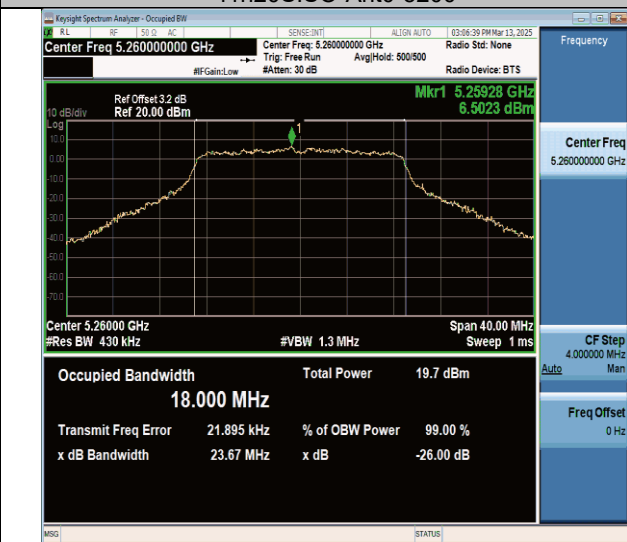 Keysight Spectrum Analyzer - Occupied BW
RL RF 50 Ω AC SENSE:INT ALIGN AUTO 03:06:39 PM Mar 13, 2025
Center Freq 5.260000000 GHz
Center Freq: 5.260000000 GHz
Radio Std: None
Trig: Free Run Avg|Hold: 500/500
#IFGain:Low #Atten: 30 dB Radio Device: BTS
Frequency
Ref Offset 3.2 dB
10 dB/div Ref 20.00 dBm
Mkr1 5.25928 GHz
6.5023 dBm
Log
10.0
0.00
-10.0
-20.0
-30.0
-40.0
-50.0
-60.0
-70.0
1
Center 5.26000 GHz Span 40.00 MHz
#Res BW 430 kHz #VBW 1.3 MHz Sweep 1 ms
Occupied Bandwidth Total Power 19.7 dBm
18.000 MHz
Transmit Freq Error 21.895 kHz % of OBW Power 99.00 %
x dB Bandwidth 23.67 MHz x dB -26.00 dB
Center Freq
5.260000000 GHz
CF Step
4.000000 MHz
Auto Man
Freq Offset
0 Hz
MSG STATUS